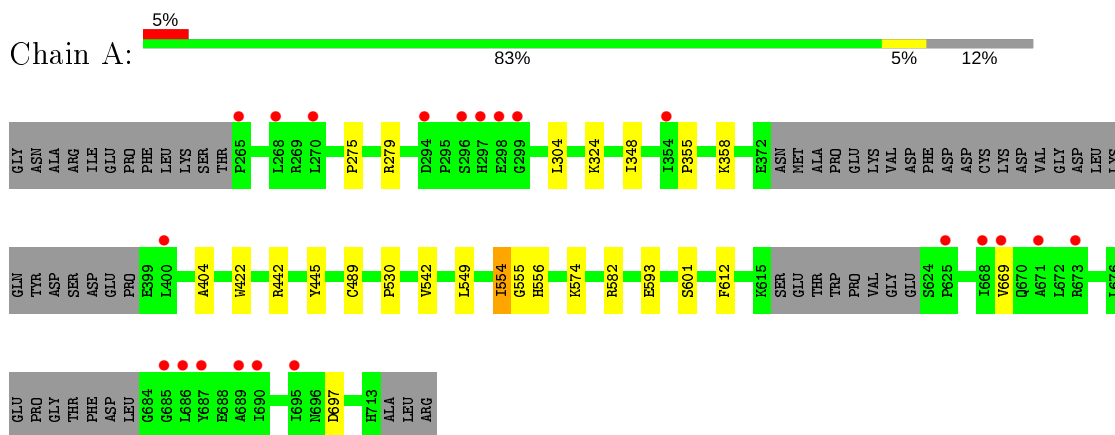 5%
Chain A:
83% 5% 12%
GLY ASN ALA ARG ILE GLU PRO PHE LEU LYS SER THR P265 L268 R269 L270 P275 R279 D294 P295 S296 H297 E298 G299 L304 K324 I348 I354 P355 K358 E372 ASN MET ALA PRO GLU LYS VAL ASP PHE ASP ASP CYS LYS ASP VAL GLY ASP LEU LYS
GLN TYR ASP SER ASP GLU PRO E399 L400 A404 W422 R442 Y445 C489 P530 V542 L549 I554 G555 H556 K574 R582 E593 S601 F612 K615 SER GLU THR TRP PRO VAL GLY GLU S624 P625 I668 V669 Q670 A671 L672 R673 L676
GLU PRO GLY THR PHE ASP LEU G684 G685 L686 Y687 E688 A689 I690 I695 N696 D697 H713 ALA LEU ARG